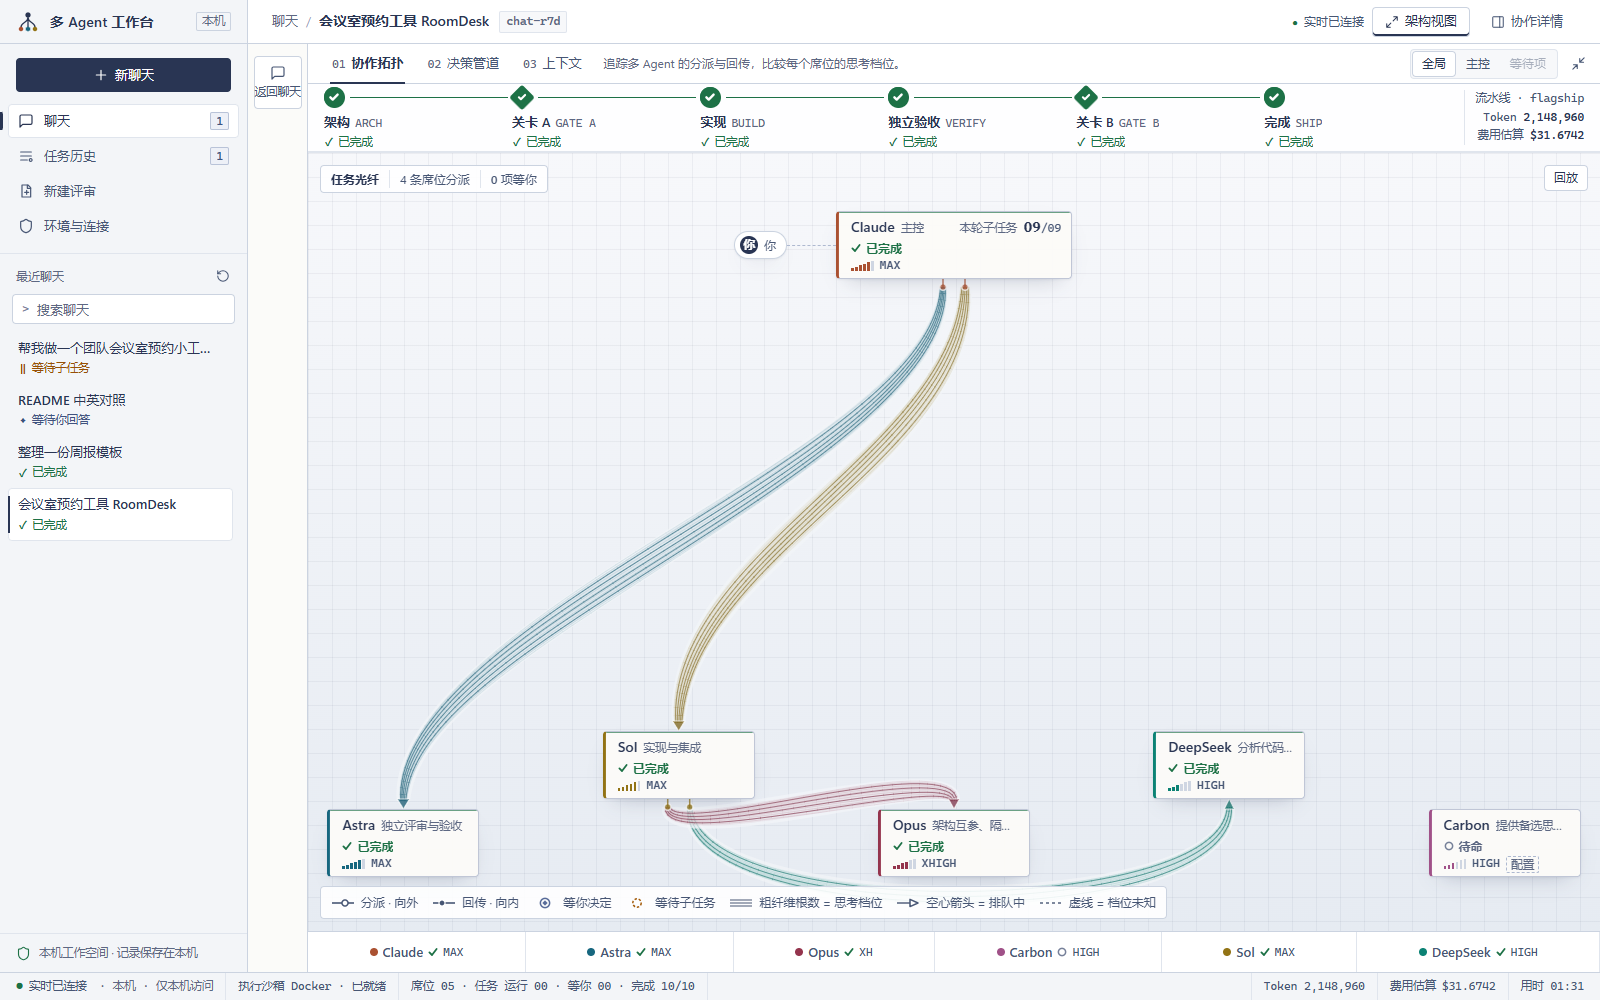 多 Agent 工作台 本机
聊天 / 会议室预约工具 RoomDesk chat-r7d
实时已连接 架构视图 协作详情
新聊天
聊天 1
任务历史 1
新建评审
环境与连接
最近聊天
> 搜索聊天
帮我做一个团队会议室预约小工...
等待子任务
README 中英对照
等待你回答
整理一份周报模板
✓ 已完成
会议室预约工具 RoomDesk
✓ 已完成
本机工作空间 · 记录保存在本机
返回聊天
01 协作拓扑 02 决策管道 03 上下文 追踪多 Agent 的分派与回传，比较每个席位的思考档位。
全局 主控 等待项
架构 ARCH
✓ 已完成
关卡 A GATE A
✓ 已完成
实现 BUILD
✓ 已完成
独立验收 VERIFY
✓ 已完成
关卡 B GATE B
✓ 已完成
完成 SHIP
✓ 已完成
流水线 · flagship
Token 2,148,960
费用估算 $31.6742
任务光纤 4 条席位分派 0 项等你
回放
你 你
Claude 主控 本轮子任务 09/09
✓ 已完成
MAX
Sol 实现与集成
✓ 已完成
MAX
DeepSeek 分析代码...
✓ 已完成
HIGH
Astra 独立评审与验收
✓ 已完成
MAX
Opus 架构互参、隔...
✓ 已完成
XHIGH
Carbon 提供备选思...
待命
HIGH 配置
分派 · 向外 回传 · 向内 等你决定 等待子任务 粗纤维根数 = 思考档位 空心箭头 = 排队中 虚线 = 档位未知
Claude ✓ MAX Astra ✓ MAX Opus ✓ XH Carbon HIGH Sol ✓ MAX DeepSeek ✓ HIGH
实时已连接 · 本机 · 仅本机访问 执行沙箱 Docker · 已就绪 席位 05 · 任务 运行 00 · 等你 00 · 完成 10/10 Token 2,148,960 费用估算 $31.6742 用时 01:31